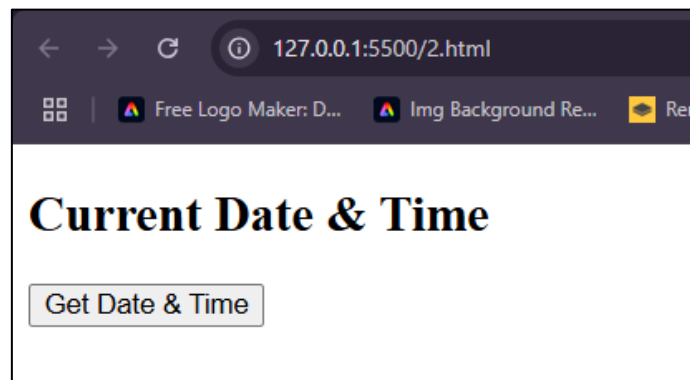 127.0.0.1:5500/2.html
Free Logo Maker: D... Img Background Re... Re
Current Date & Time
Get Date & Time